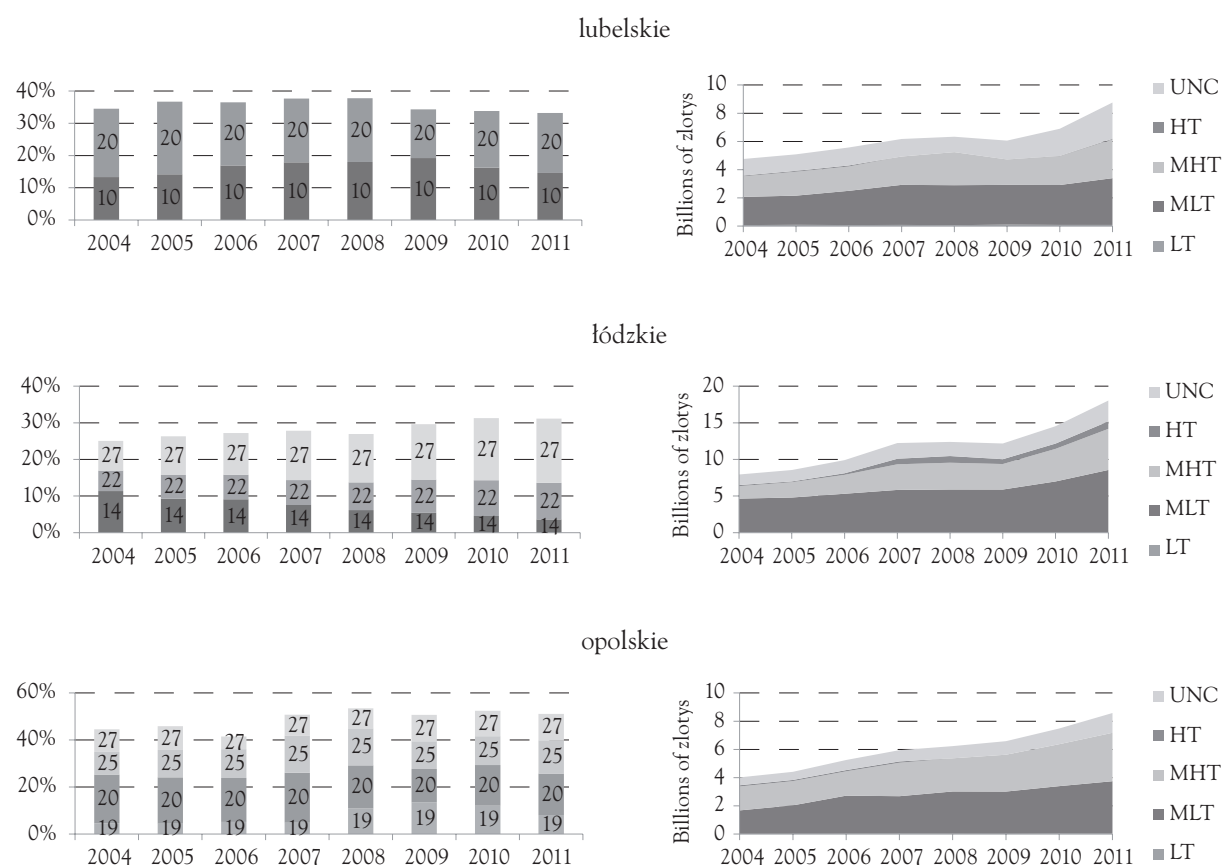 lubelskie
40%
30%
20%
10%
0%
20 20 20 20 20 20 20 20
10 10 10 10 10 10 10 10
2004 2005 2006 2007 2008 2009 2010 2011
Billions of zlotys
10
8
6
4
2
0
2004 2005 2006 2007 2008 2009 2010 2011
UNC
HT
MHT
MLT
LT
łódzkie
40%
30%
20%
10%
0%
27 27 27 27 27 27 27 27
22 22 22 22 22 22 22 22
14 14 14 14 14 14 14 14
2004 2005 2006 2007 2008 2009 2010 2011
Billions of zlotys
20
15
10
5
0
2004 2005 2006 2007 2008 2009 2010 2011
UNC
HT
MHT
MLT
LT
opolskie
60%
40%
20%
0%
27 27 27 27 27 27 27 27
25 25 25 25 25 25 25 25
20 20 20 20 20 20 20 20
19 19 19 19 19 19 19 19
2004 2005 2006 2007 2008 2009 2010 2011
Billions of zlotys
10
8
6
4
2
0
2004 2005 2006 2007 2008 2009 2010 2011
UNC
HT
MHT
MLT
LT